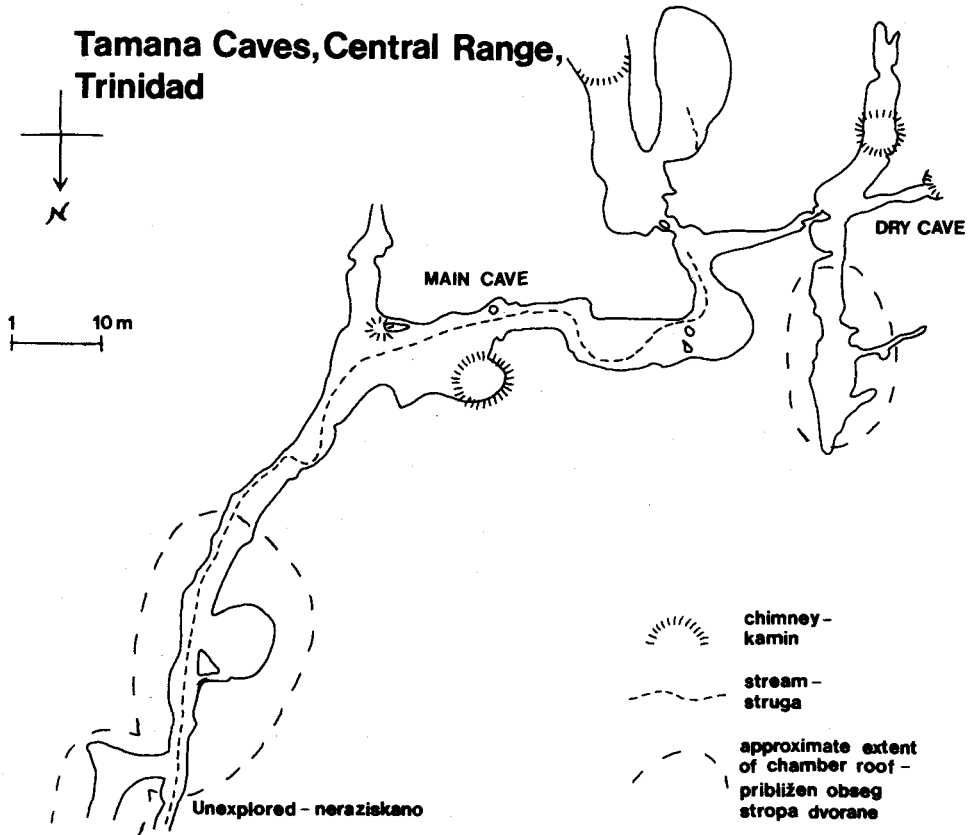 Tamana Caves, Central Range,
Trinidad
N
DRY CAVE
MAIN CAVE
1 10 m
chimney –
kamin
stream –
struga
approximate extent
of chamber roof –
približen obseg
stropa dvorane
Unexplored – neraziskano